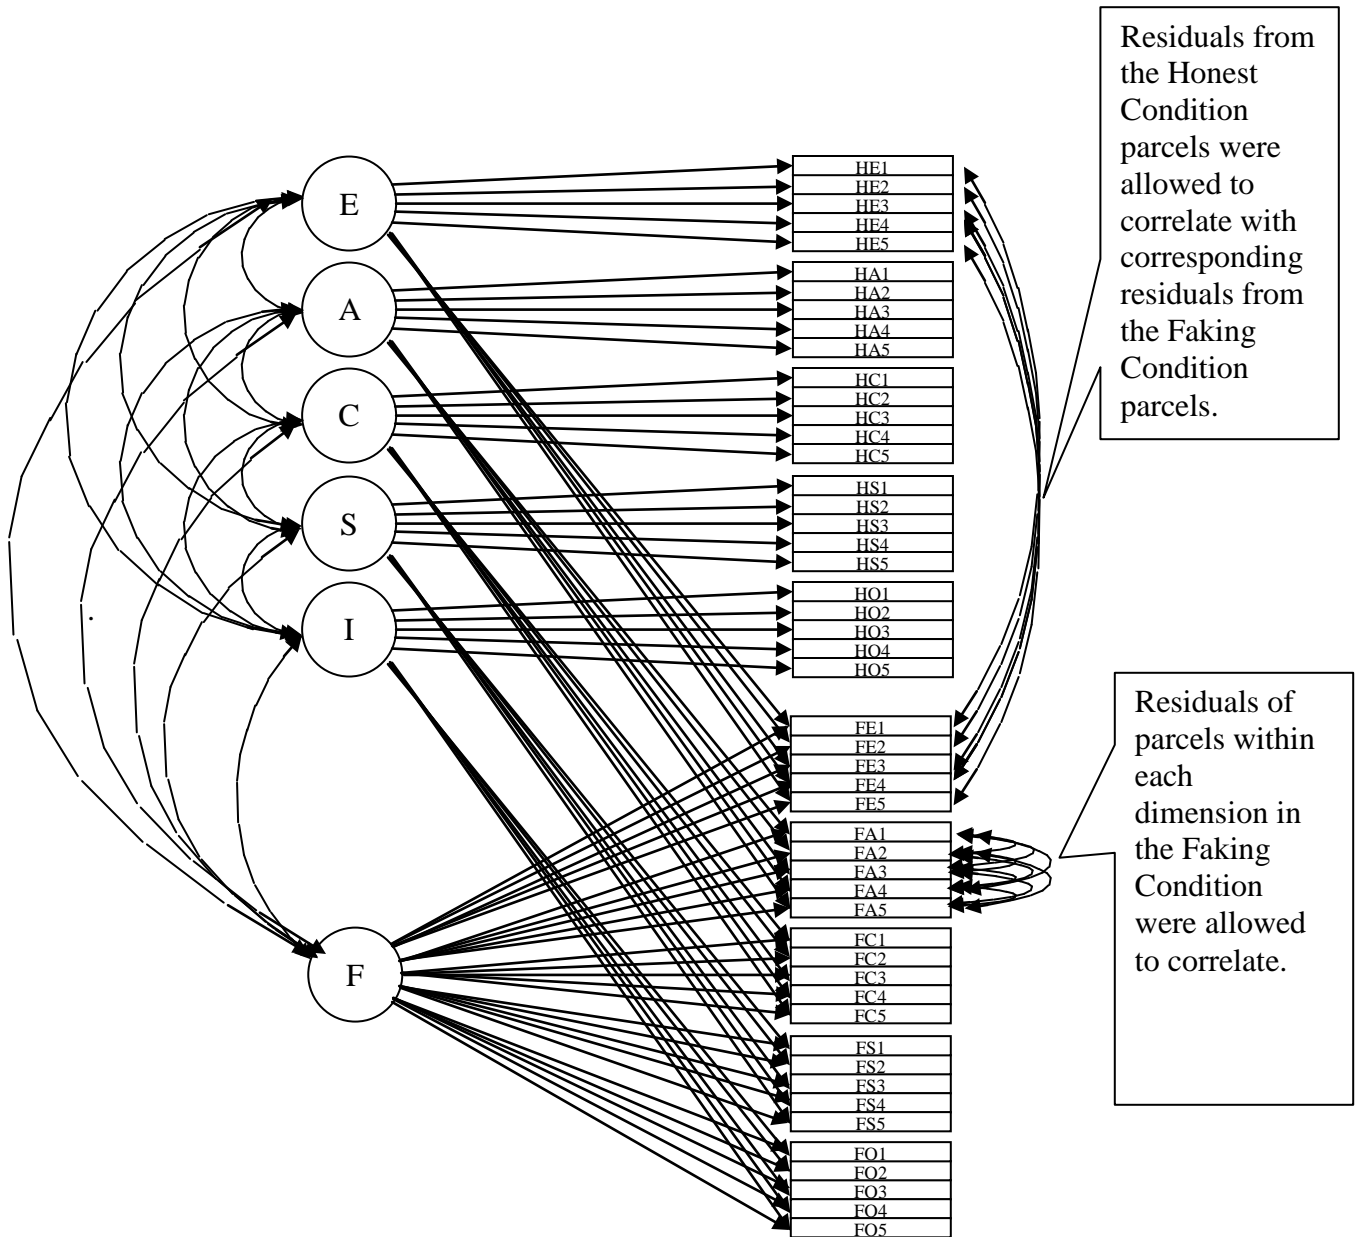 Residuals from
the Honest
Condition
parcels were
allowed to
correlate with
corresponding
residuals from
the Faking
Condition
parcels.
E
A
C
S
I
F
HE1
HE2
HE3
HE4
HE5
HA1
HA2
HA3
HA4
HA5
HC1
HC2
HC3
HC4
HC5
HS1
HS2
HS3
HS4
HS5
HO1
HO2
HO3
HO4
HO5
FE1
FE2
FE3
FE4
FE5
FA1
FA2
FA3
FA4
FA5
FC1
FC2
FC3
FC4
FC5
FS1
FS2
FS3
FS4
FS5
FO1
FO2
FO3
FO4
FO5
Residuals of
parcels within
each
dimension in
the Faking
Condition
were allowed
to correlate.